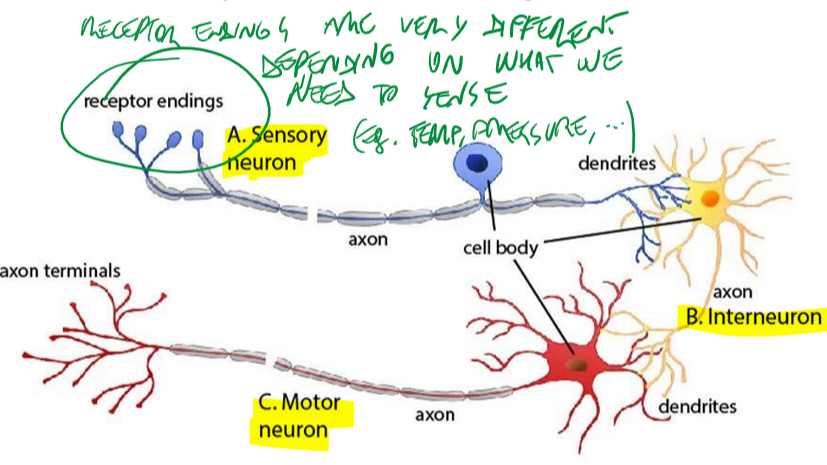 RECEPTOR ENDINGS ARE VERY DIFFERENT
DEPENDING ON WHAT WE
NEED TO SENSE
(eg. TEMP, PRESSURE, ...)
receptor endings
A. Sensory
neuron
dendrites
axon
cell body
axon terminals
axon
B. Interneuron
C. Motor
neuron
axon
dendrites